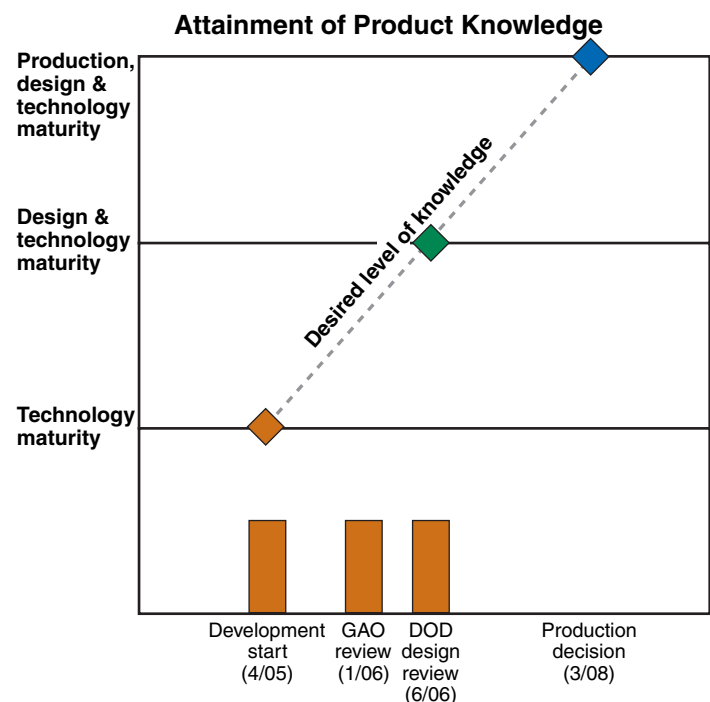 Attainment of Product Knowledge
Production,
design &
technology
maturity
Design &
technology
maturity
Technology
maturity
Desired level of knowledge
Development
start
(4/05)
GAO
review
(1/06)
DOD
design
review
(6/06)
Production
decision
(3/08)